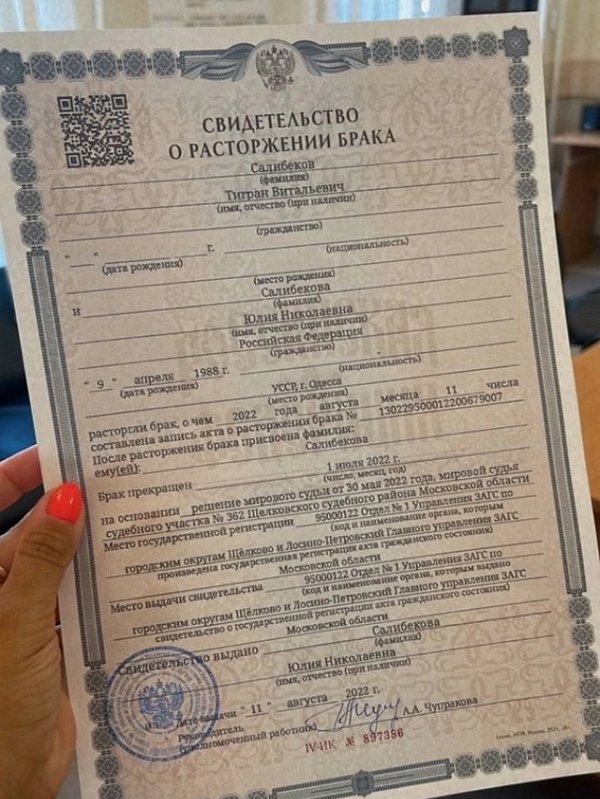 СВИДЕТЕЛЬСТВО
О РАСТОРЖЕНИИ БРАКА
Салибеков
(фамилия)
Тигран Витальевич
(имя, отчество (при наличии)
(гражданство)
" " г.
(дата рождения) (национальность)
(место рождения)
и Салибекова
(фамилия)
Юлия Николаевна
(имя, отчество (при наличии)
Российская Федерация
(гражданство)
" 9 " апреля 1988 г.
(дата рождения) (национальность)
УССР, г. Одесса
(место рождения)
расторгли брак, о чем 2022 года августа месяца 11 числа
составлена запись акта о расторжении брака № 130229500012200679007
После расторжения брака присвоена фамилия:
ему(ей): Салибекова
Брак прекращен 1 июля 2022 г.
(число, месяц, год)
на основании решение мирового судьи от 30 мая 2022 года, мировой судья
судебного участка № 362 Щелковского судебного района Московской области
Место государственной регистрации 95000122 Отдел № 1 Управления ЗАГС по
(код и наименование органа, которым
городским округам Щёлково и Лосино-Петровский Главного управления ЗАГС
произведена государственная регистрация акта гражданского состояния)
Московской области
Место выдачи свидетельства 95000122 Отдел № 1 Управления ЗАГС по
(код и наименование органа, которым выдано
городским округам Щёлково и Лосино-Петровский Главного управления ЗАГС
свидетельство о государственной регистрации акта гражданского состояния)
Московской области
Свидетельство выдано Салибекова
(фамилия)
Юлия Николаевна
(имя, отчество (при наличии)
Дата выдачи " 11 " августа 2022 г.
Руководитель
(уполномоченный работник) А.А. Чупракова
IV-ИК № 897386